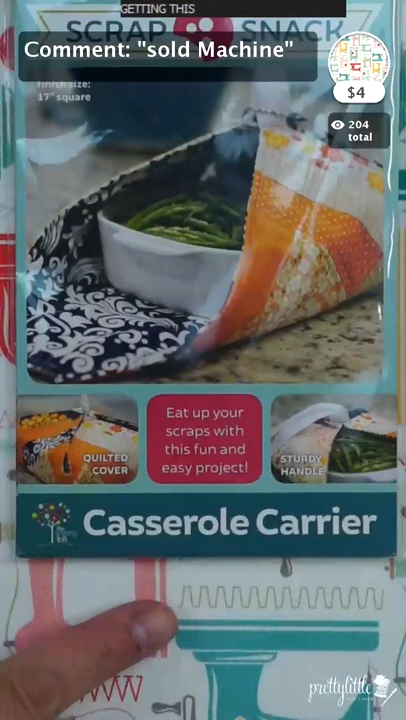 GETTING THIS
SCRAP SNACK
Comment: "sold Machine"
Finish size:
17" square
$4
204
total
QUILTED
COVER
Eat up your
scraps with
this fun and
easy project!
STURDY
HANDLE
Casserole Carrier
prettylittle